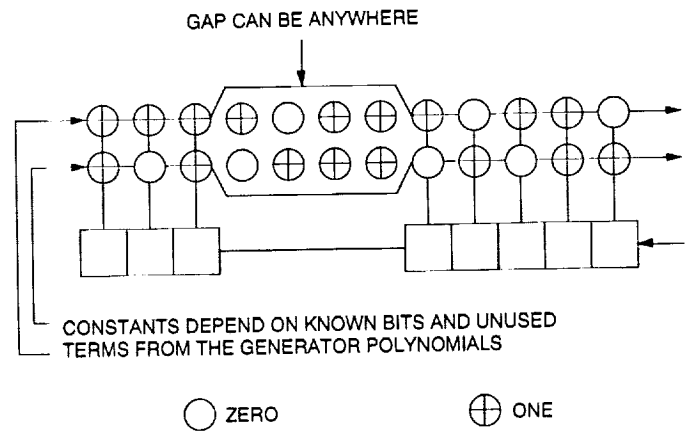 GAP CAN BE ANYWHERE
CONSTANTS DEPEND ON KNOWN BITS AND UNUSED
TERMS FROM THE GENERATOR POLYNOMIALS
ZERO
ONE